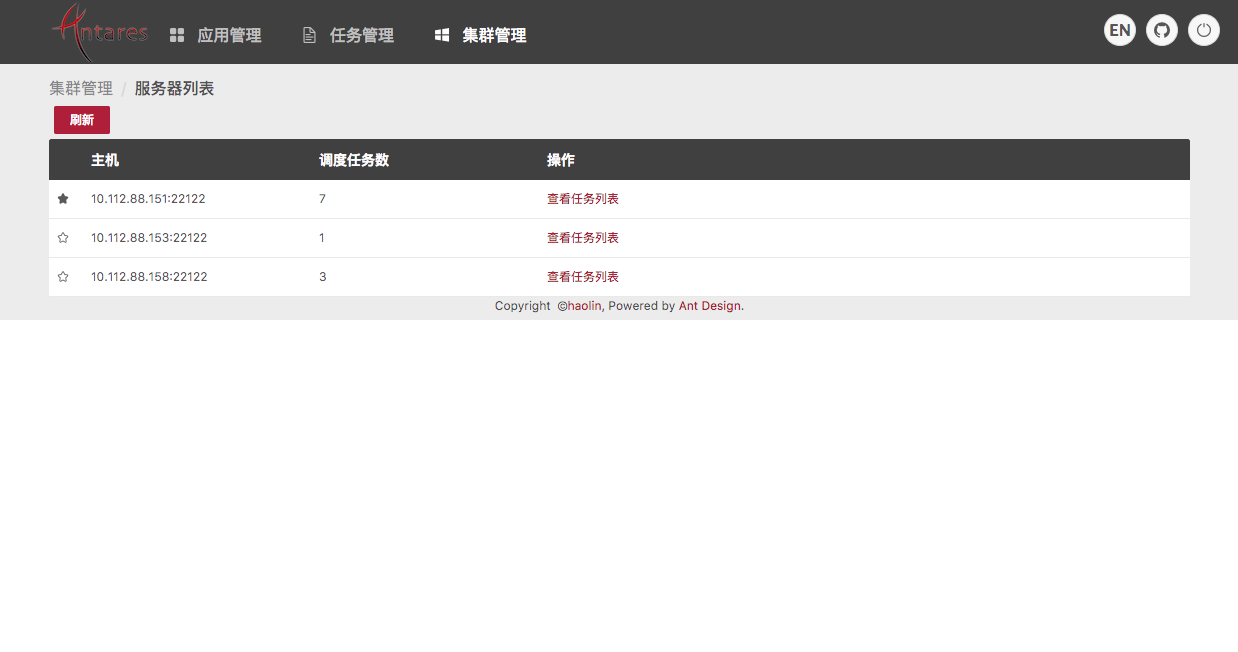 Antares 应用管理 任务管理 集群管理 EN
集群管理 / 服务器列表
刷新
主机 调度任务数 操作
10.112.88.151:22122 7 查看任务列表
10.112.88.153:22122 1 查看任务列表
10.112.88.158:22122 3 查看任务列表
Copyright ©haolin, Powered by Ant Design.